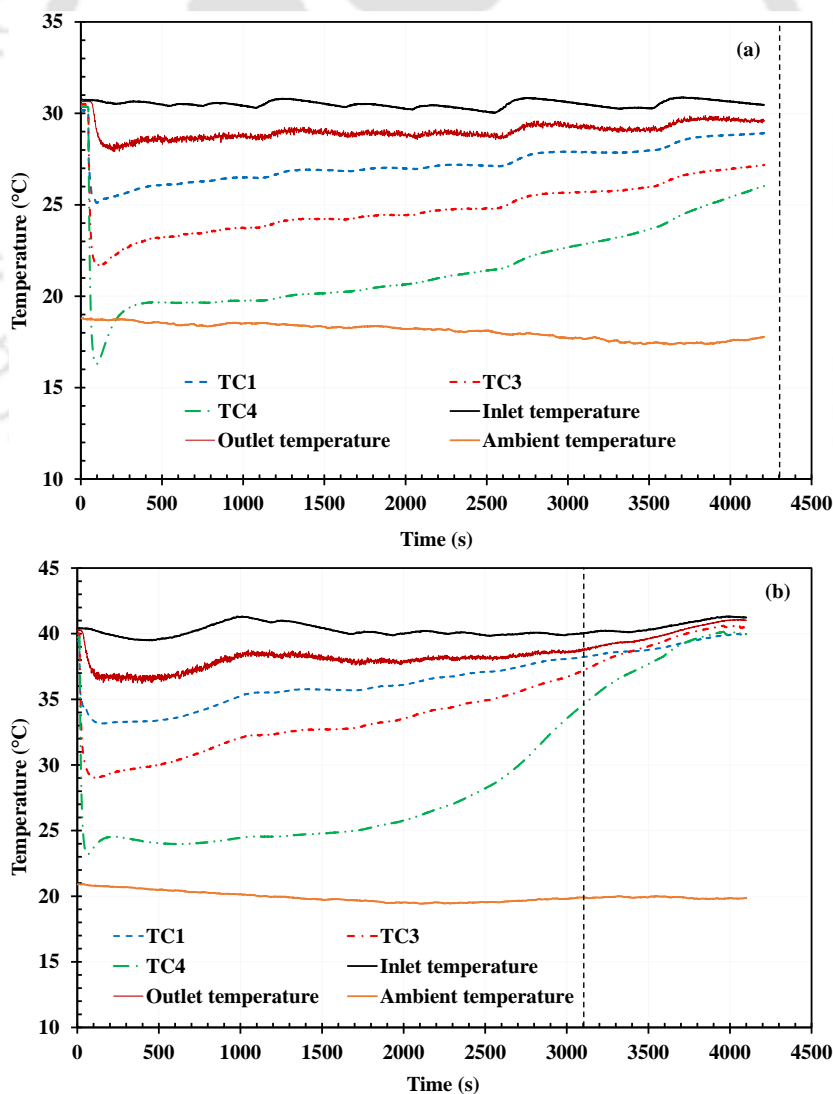 35
(a)
30
25
20
15
10
Temperature (°C)
TC1 TC3
TC4 Inlet temperature
Outlet temperature Ambient temperature
0 500 1000 1500 2000 2500 3000 3500 4000 4500
Time (s)
45
(b)
40
35
30
25
20
15
10
Temperature (°C)
TC1 TC3
TC4 Inlet temperature
Outlet temperature Ambient temperature
0 500 1000 1500 2000 2500 3000 3500 4000 4500
Time (s)